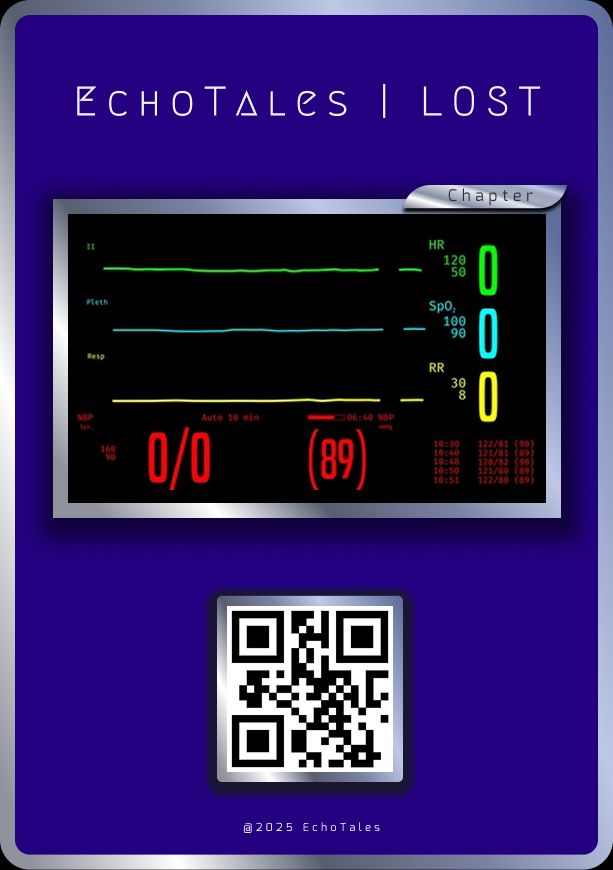 EchoTales | LOST
Chapter
II
HR
120
50
0
Pleth
SpO₂
100
90
0
Resp
RR
30
8
0
NBP
Sys.
Auto 10 min
06:40 NBP
mmHg
160
90
0/0
(89)
10:30 122/81 (90)
10:40 121/81 (89)
10:48 120/82 (90)
10:50 121/80 (89)
10:51 122/80 (89)
@2025 EchoTales